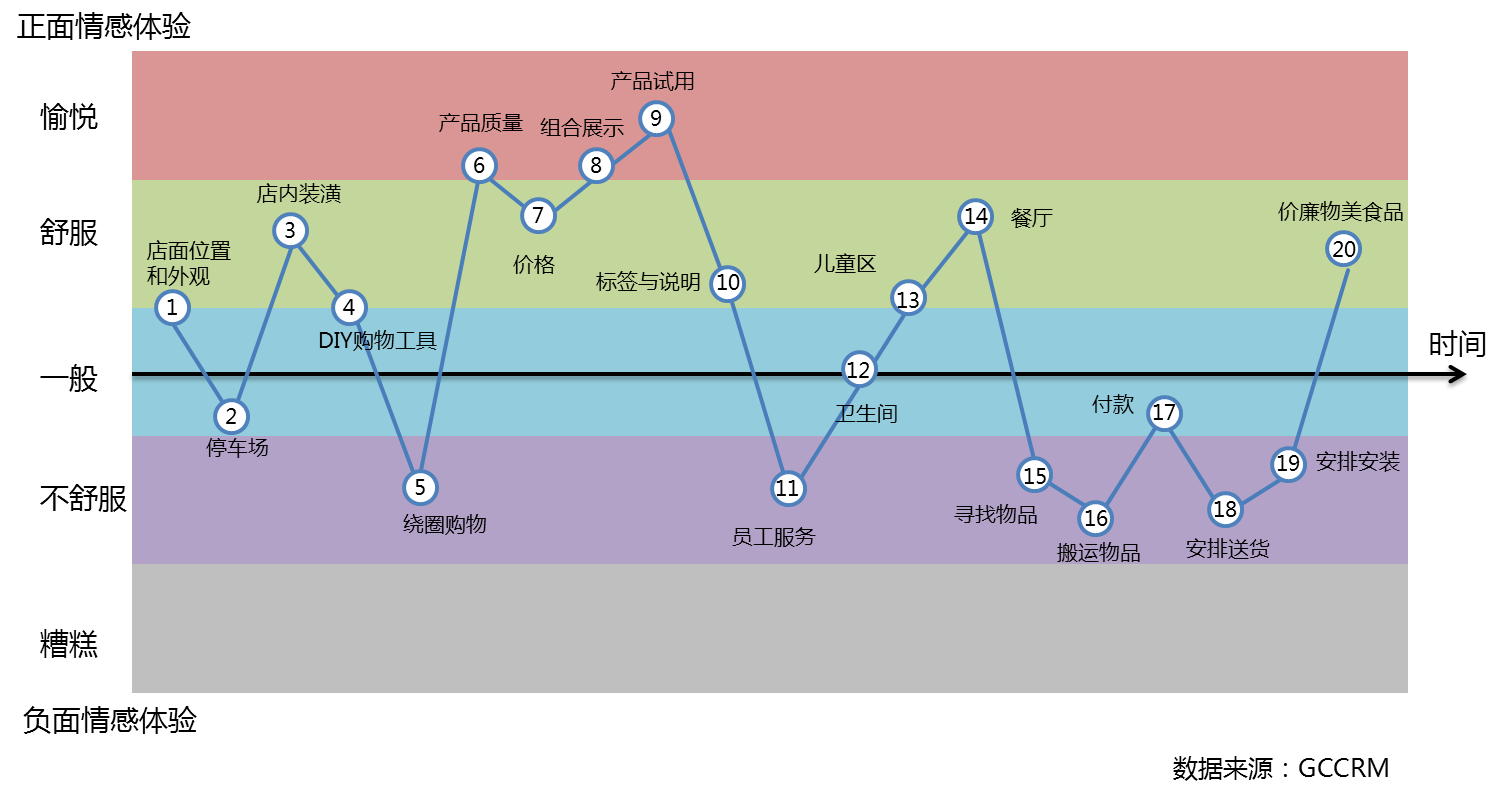 正面情感体验
愉悦
舒服
一般
不舒服
糟糕
负面情感体验
时间
1
店面位置
和外观
2
停车场
3
店内装潢
4
DIY购物工具
5
绕圈购物
6
产品质量
7
价格
8
组合展示
9
产品试用
10
标签与说明
11
员工服务
12
卫生间
13
儿童区
14
餐厅
15
寻找物品
16
搬运物品
17
付款
18
安排送货
19
安排安装
20
价廉物美食品
数据来源：GCCRM